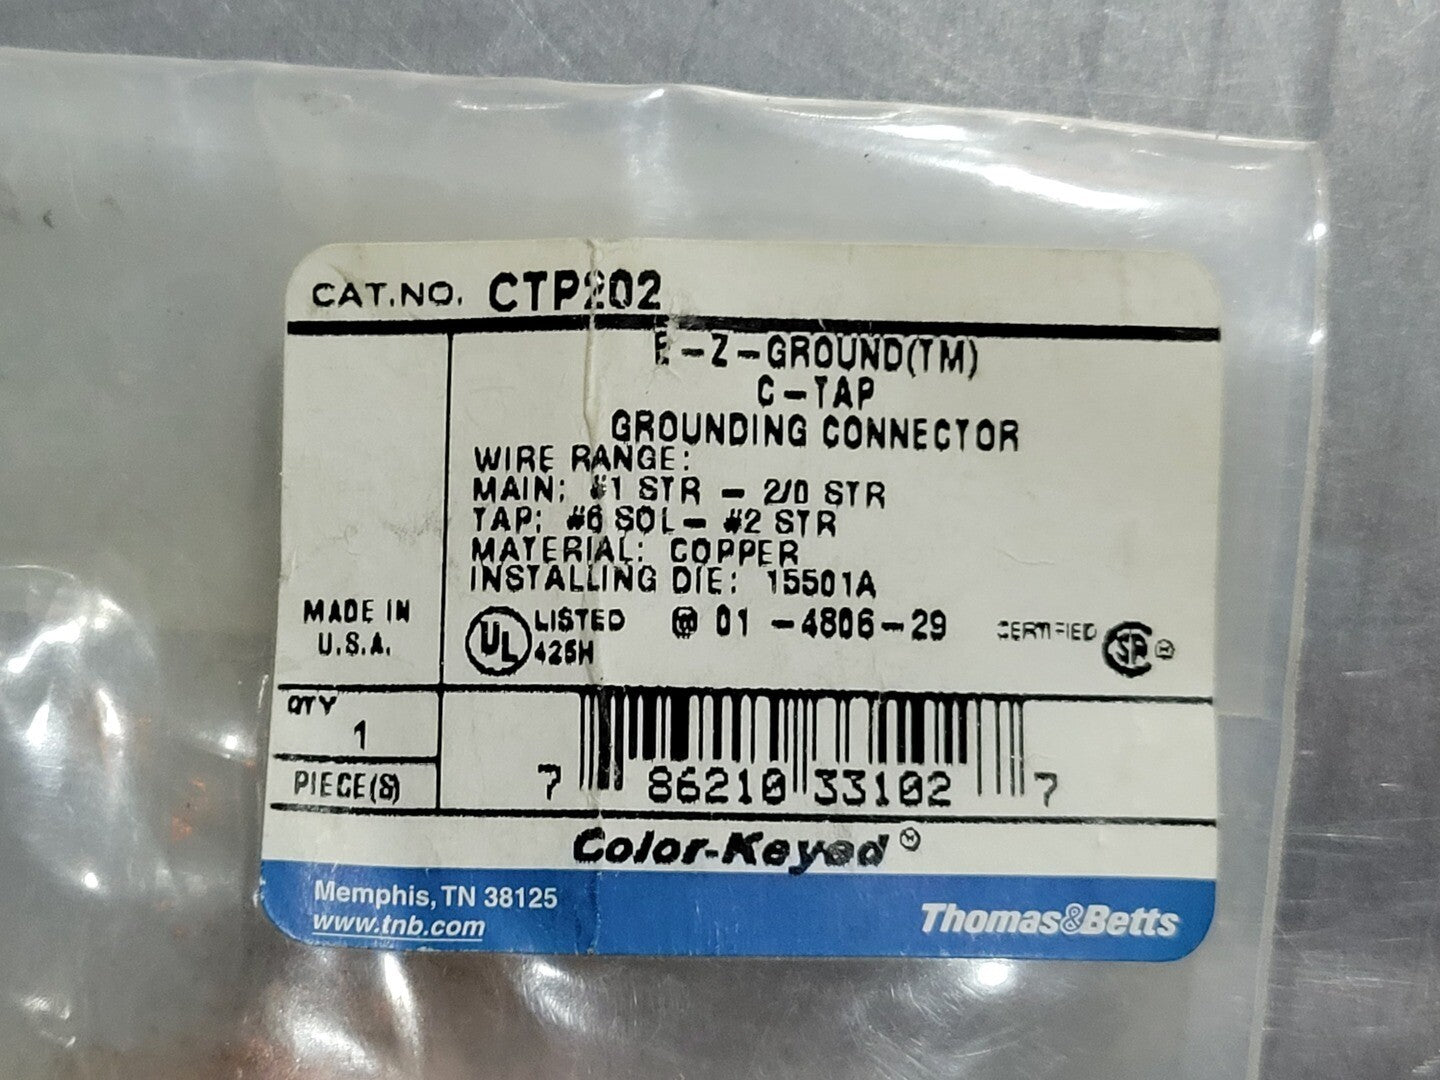 CAT.NO. CTP202
E-Z-GROUND(TM)
C-TAP
GROUNDING CONNECTOR
WIRE RANGE:
MAIN: #1 STR - 2/0 STR
TAP: #6 SOL - #2 STR
MATERIAL: COPPER
INSTALLING DIE: 15501A
MADE IN
U.S.A.
UL LISTED 01-4806-29 CERTIFIED
QTY
1
PIECE(S)
7 86210 33102 7
Color-Keyed
Memphis, TN 38125
www.tnb.com
Thomas&Betts